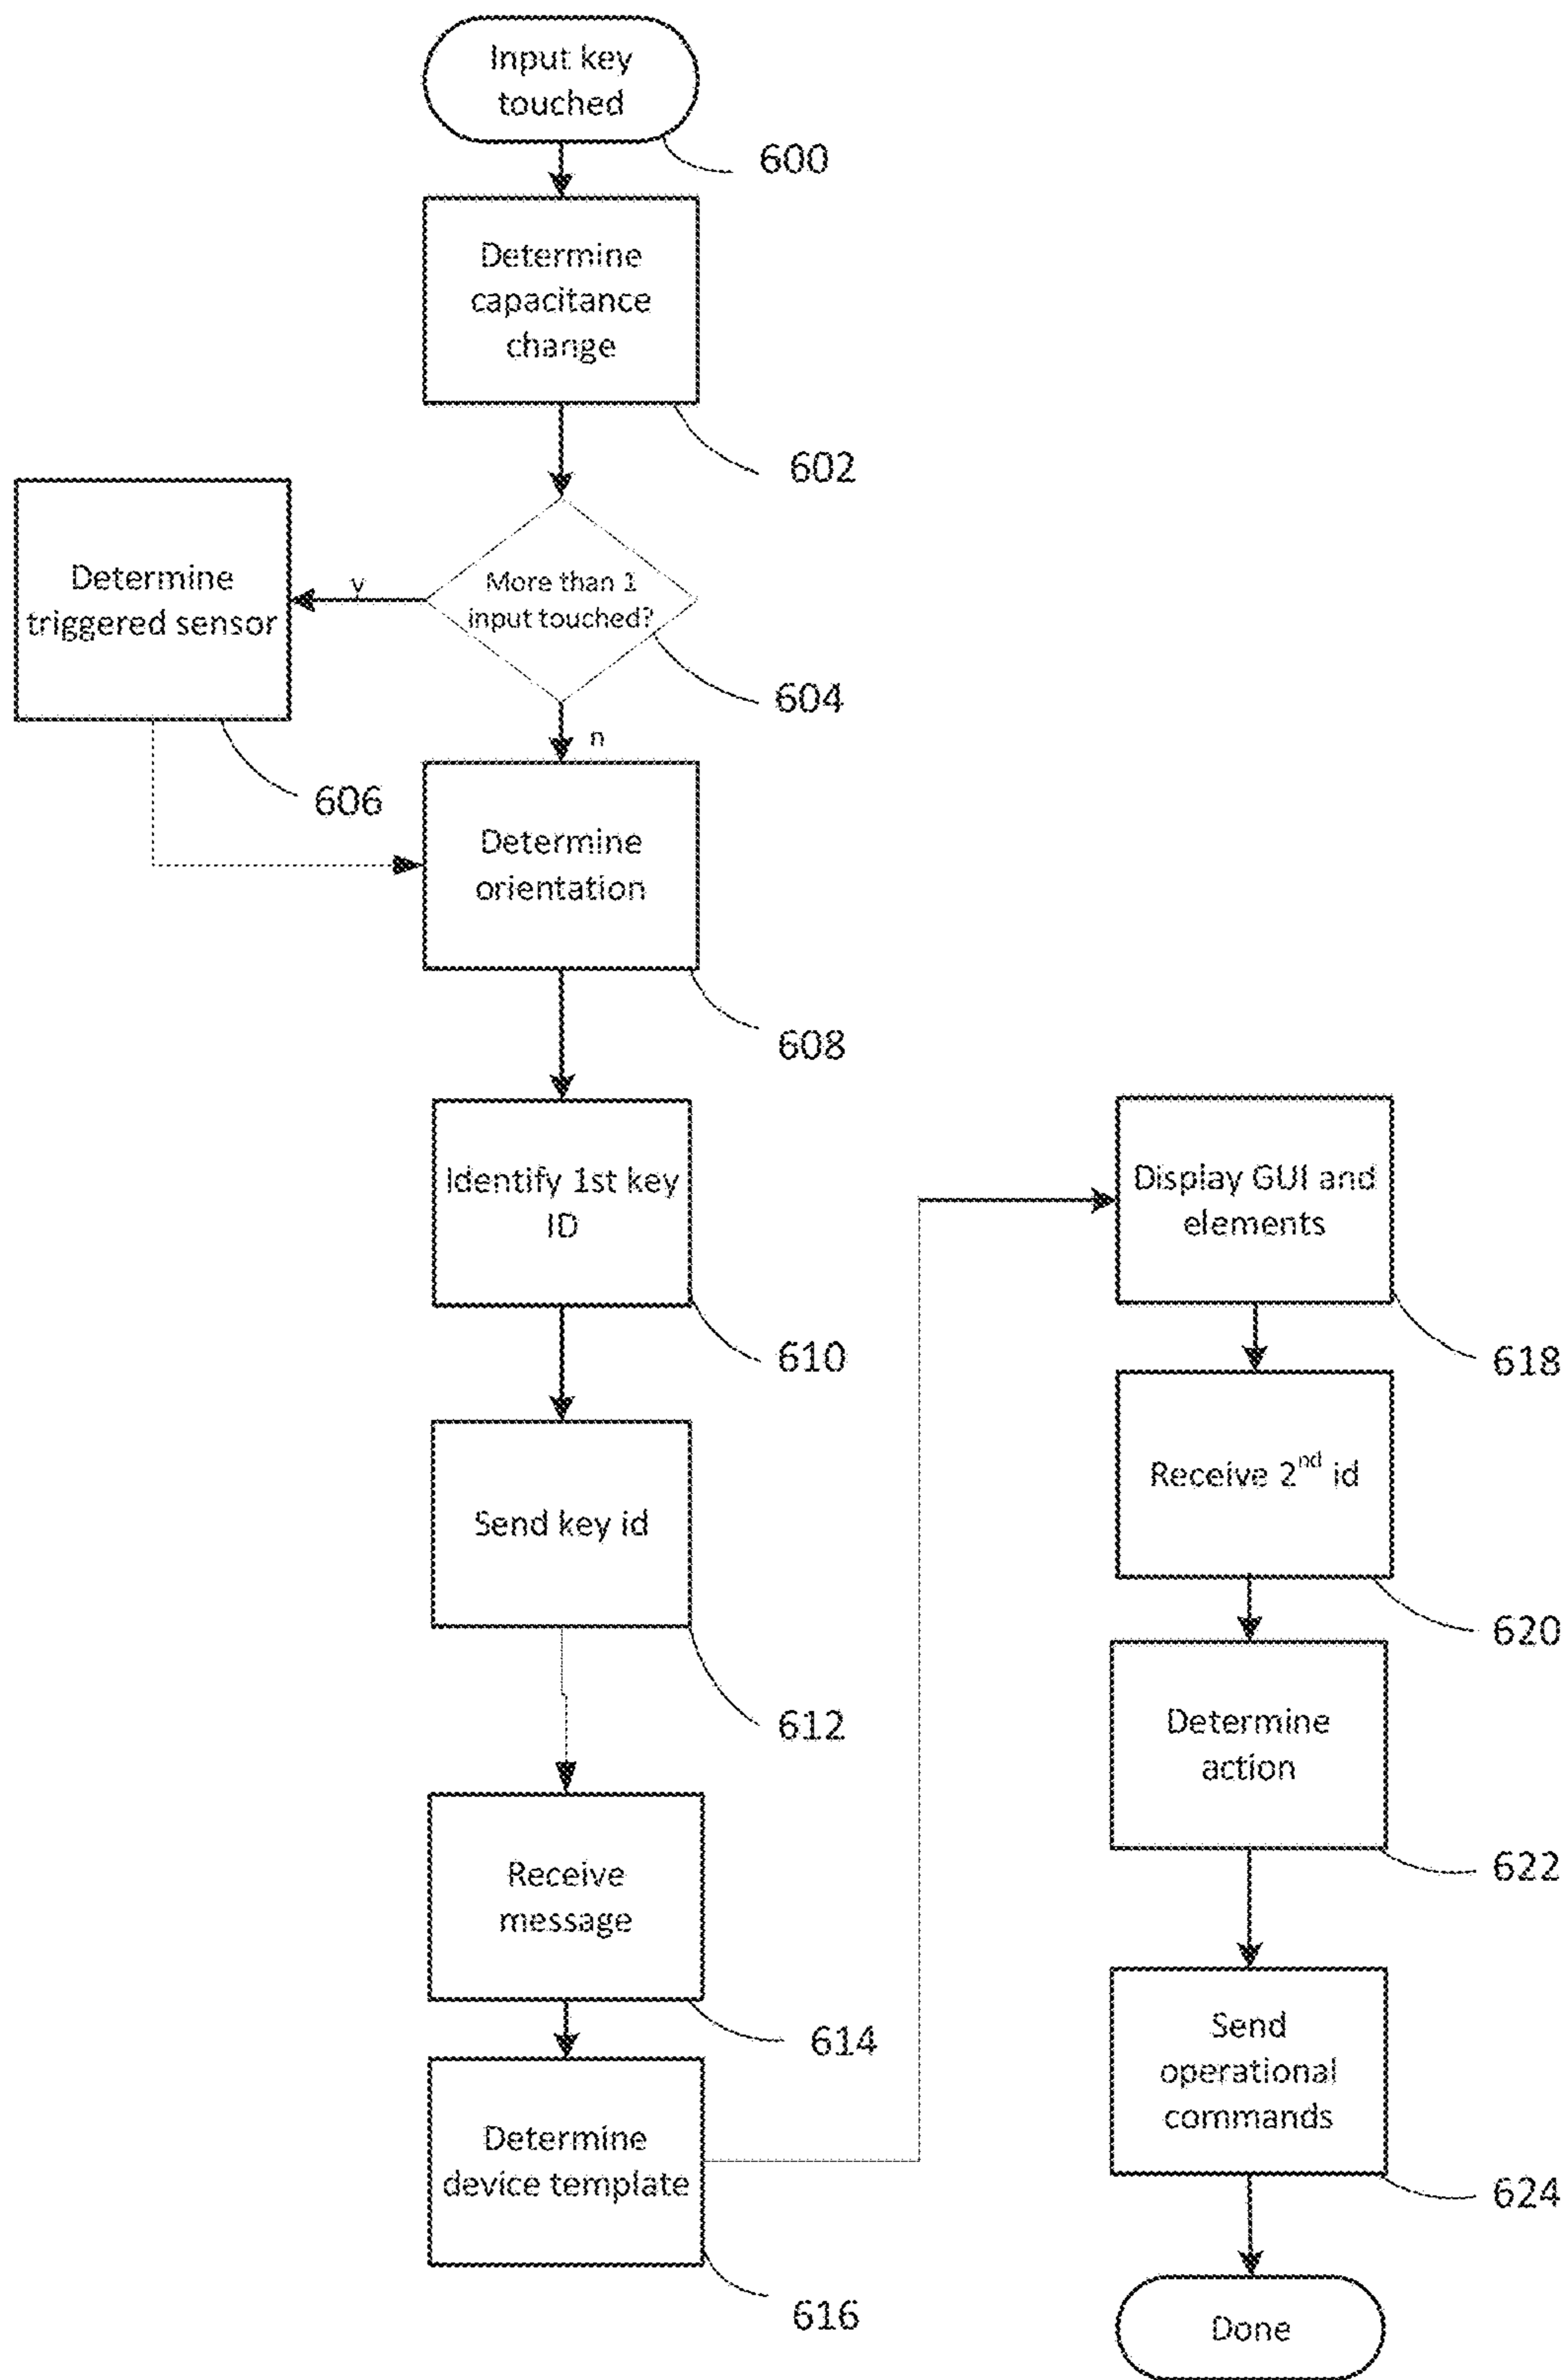 Input key
touched
600
Determine
capacitance
change
602
More than 1
input touched?
604
y
Determine
triggered sensor
606
n
Determine
orientation
608
Identify 1st key
ID
610
Send key id
612
Receive
message
614
Determine
device template
616
Display GUI and
elements
618
Receive 2nd id
620
Determine
action
622
Send
operational
commands
624
Done